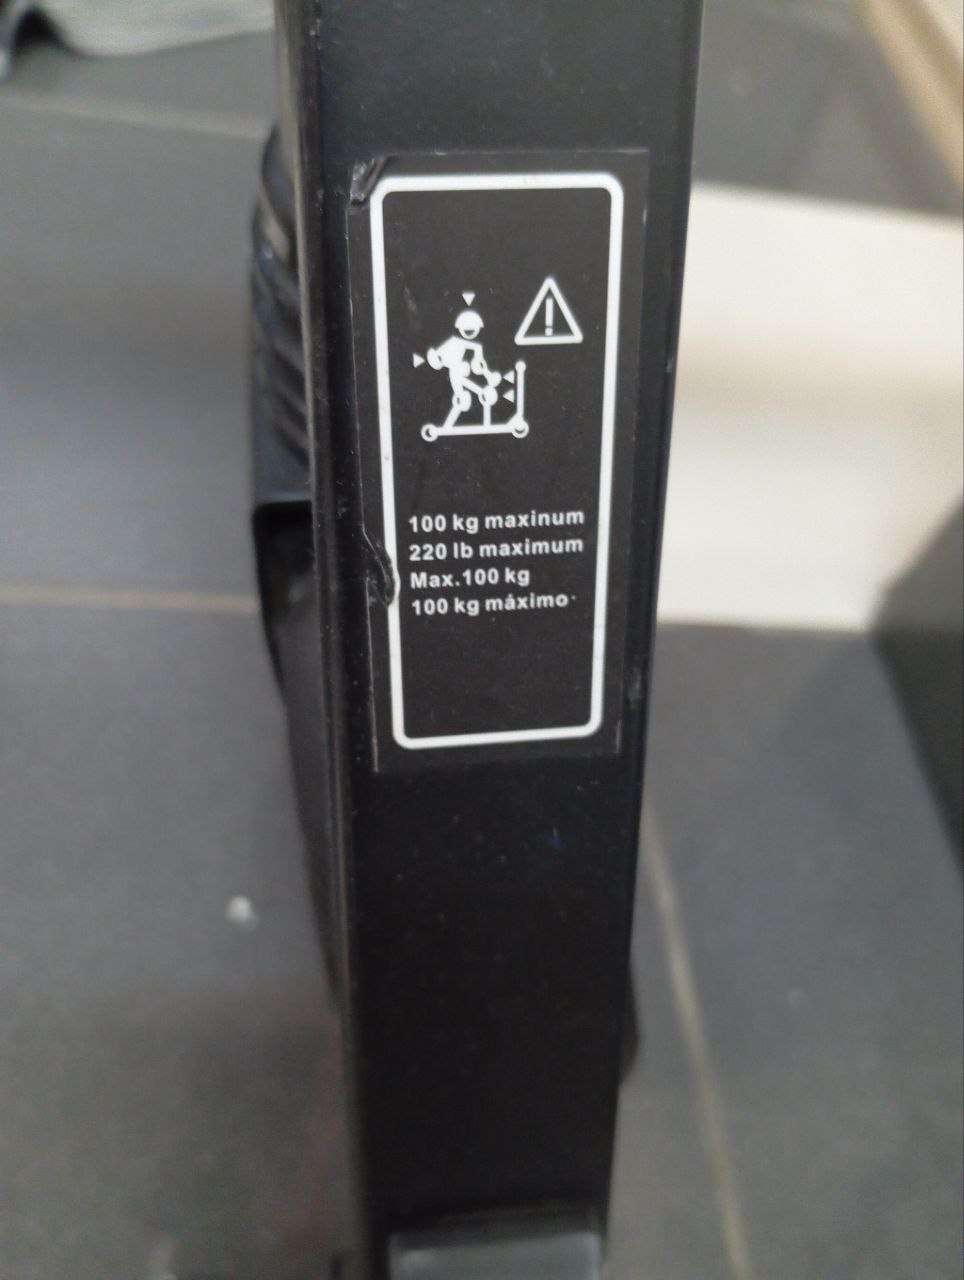 100 kg maxinum
220 lb maximum
Max.100 kg
100 kg máximo